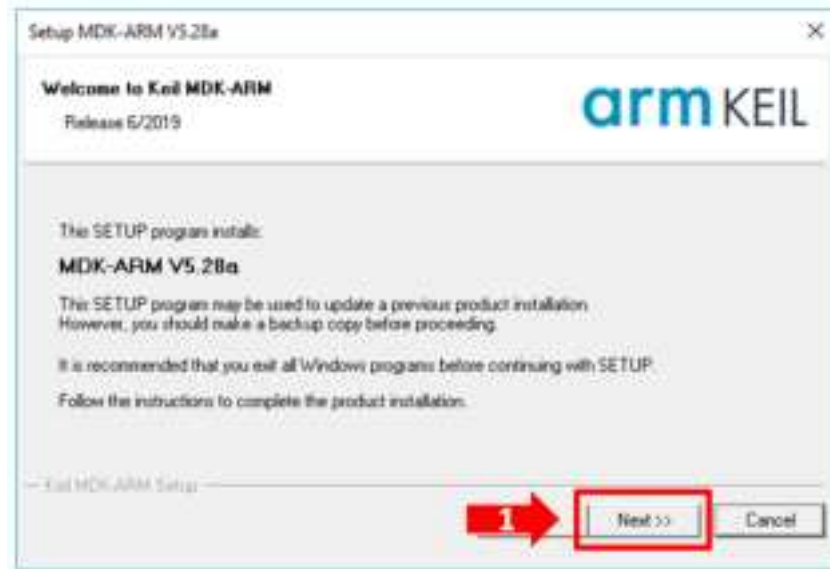 Setup MDK-ARM V5.28a
Welcome to Keil MDK-ARM
Release 6/2019
arm KEIL
This SETUP program installs:
MDK-ARM V5.28a
This SETUP program may be used to update a previous product installation.
However, you should make a backup copy before proceeding.
It is recommended that you exit all Windows programs before continuing with SETUP.
Follow the instructions to complete the product installation.
Keil MDK-ARM Setup
1
Next >>
Cancel